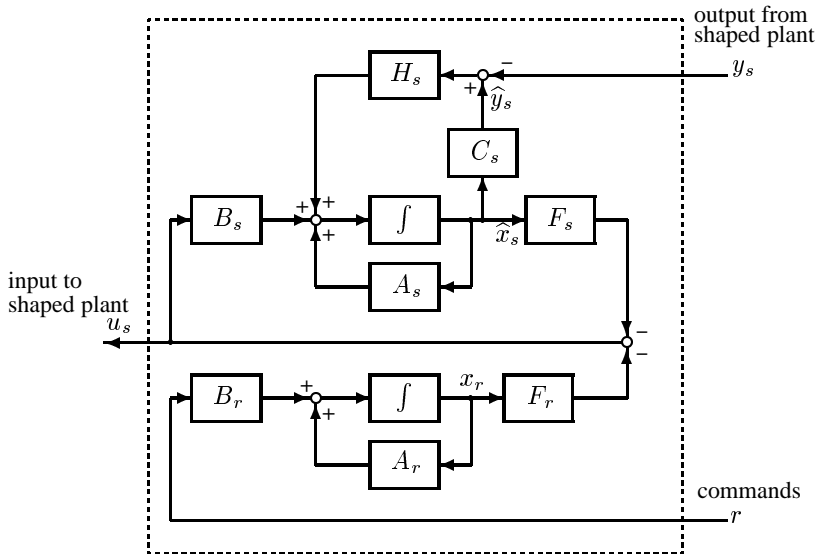 output from
shaped plant
y_s
H_s
−
+
ŷ_s
C_s
B_s
+
+
+
∫
x̂_s
F_s
A_s
input to
shaped plant
u_s
−
−
B_r
+
+
∫
x_r
F_r
A_r
commands
r